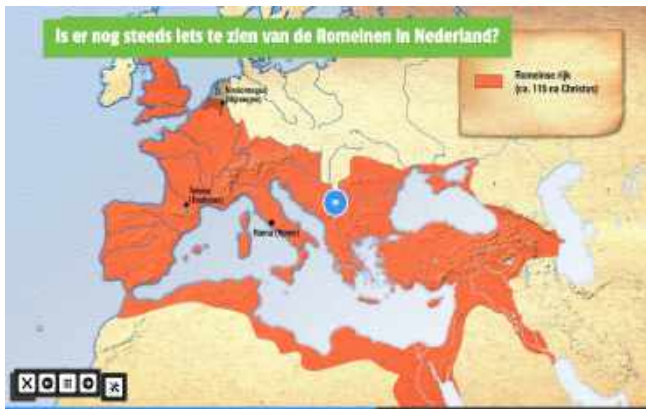 Is er nog steeds iets te zien van de Romeinen in Nederland?
Romeinse rijk
(ca. 115 na Christus)
(Nijmegen)
Roma (Rome)